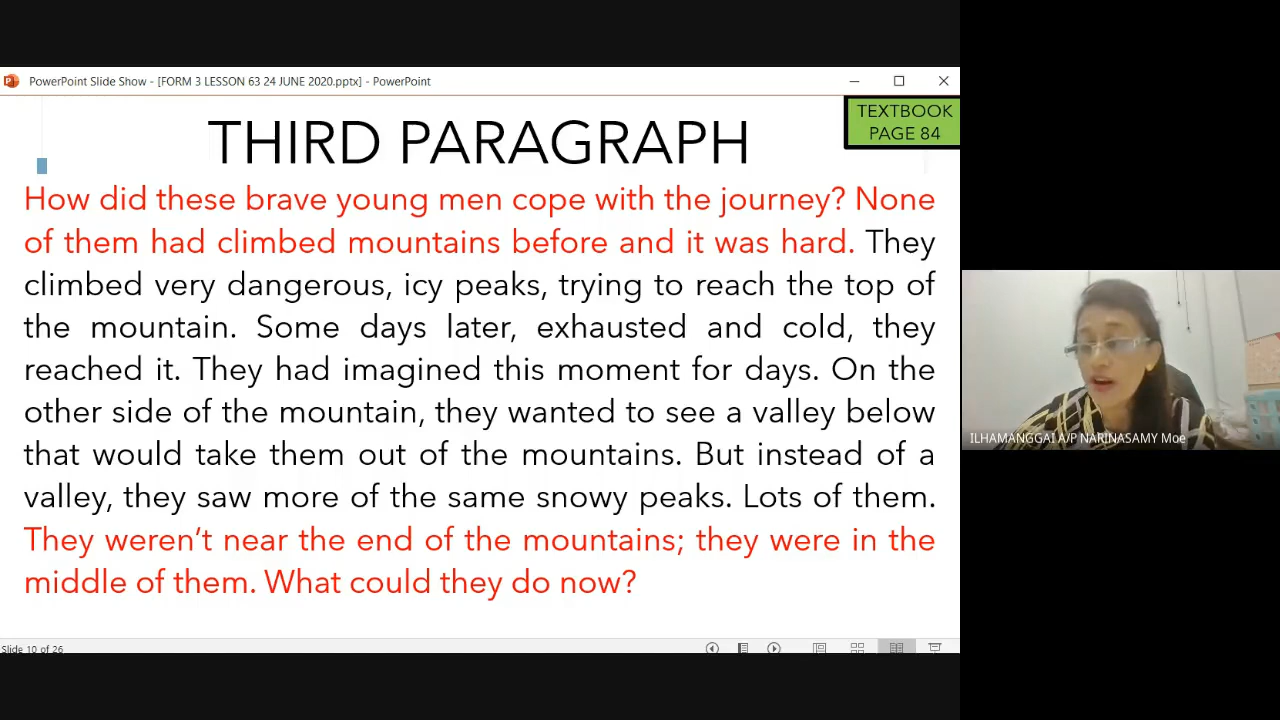 PowerPoint Slide Show - [FORM 3 LESSON 63 24 JUNE 2020.pptx] - PowerPoint
TEXTBOOK
PAGE 84
THIRD PARAGRAPH
How did these brave young men cope with the journey? None
of them had climbed mountains before and it was hard. They
climbed very dangerous, icy peaks, trying to reach the top of
the mountain. Some days later, exhausted and cold, they
reached it. They had imagined this moment for days. On the
other side of the mountain, they wanted to see a valley below
that would take them out of the mountains. But instead of a
valley, they saw more of the same snowy peaks. Lots of them.
They weren't near the end of the mountains; they were in the
middle of them. What could they do now?
ILHAMANGGAI A/P NARINASAMY Moe
Slide 10 of 26